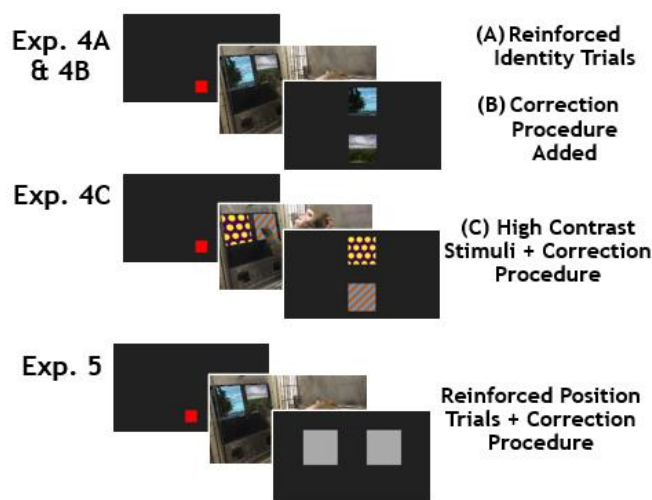 Exp. 4A
& 4B
(A) Reinforced
Identity Trials
(B) Correction
Procedure
Added
Exp. 4C
(C) High Contrast
Stimuli + Correction
Procedure
Exp. 5
Reinforced Position
Trials + Correction
Procedure